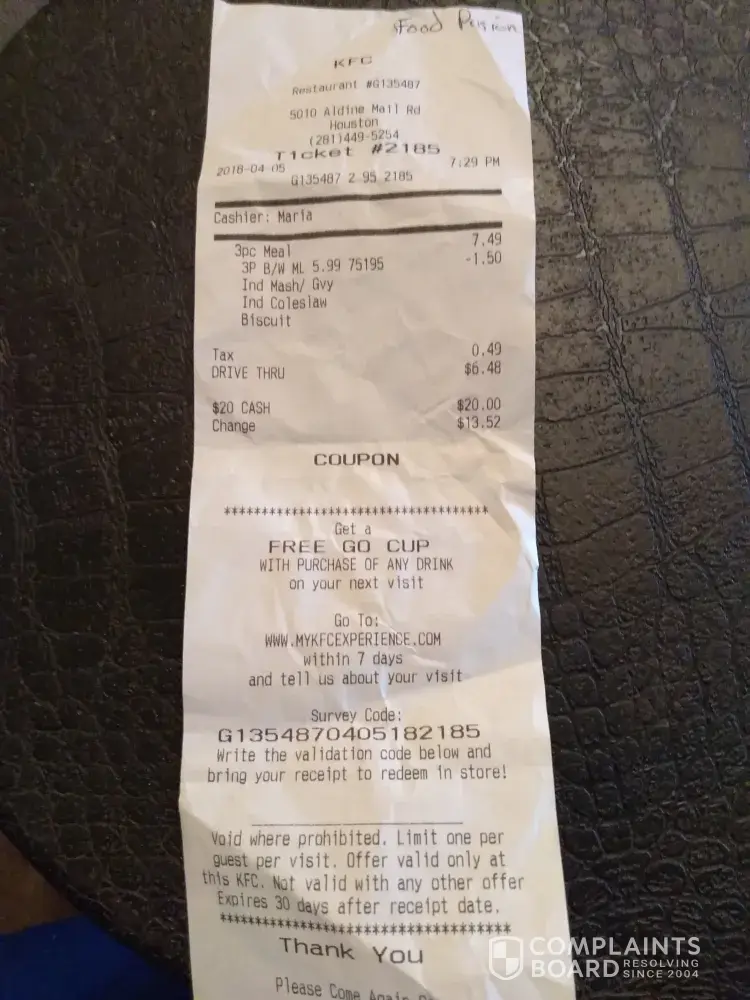 Food
KFC
Restaurant #G135487
5010 Aldine Mail Rd
Houston
(281)449-5254
Ticket #2185
2018-04-05 7:29 PM
G135487 2 95 2185
Cashier: Maria
3pc Meal 7.49
3P B/W ML 5.99 75195 -1.50
Ind Mash/ Gvy
Ind Coleslaw
Biscuit
Tax 0.49
DRIVE THRU $6.48
$20 CASH $20.00
Change $13.52
COUPON
****************************************
Get a
FREE GO CUP
WITH PURCHASE OF ANY DRINK
on your next visit
Go To:
WWW.MYKFCEXPERIENCE.COM
within 7 days
and tell us about your visit
Survey Code:
G1354870405182185
Write the validation code below and
bring your receipt to redeem in store!
Void where prohibited. Limit one per
guest per visit. Offer valid only at
this KFC. Not valid with any other offer
Expires 30 days after receipt date.
****************************************
Thank You
Please Come Again
COMPLAINTS
BOARD RESOLVING SINCE 2004